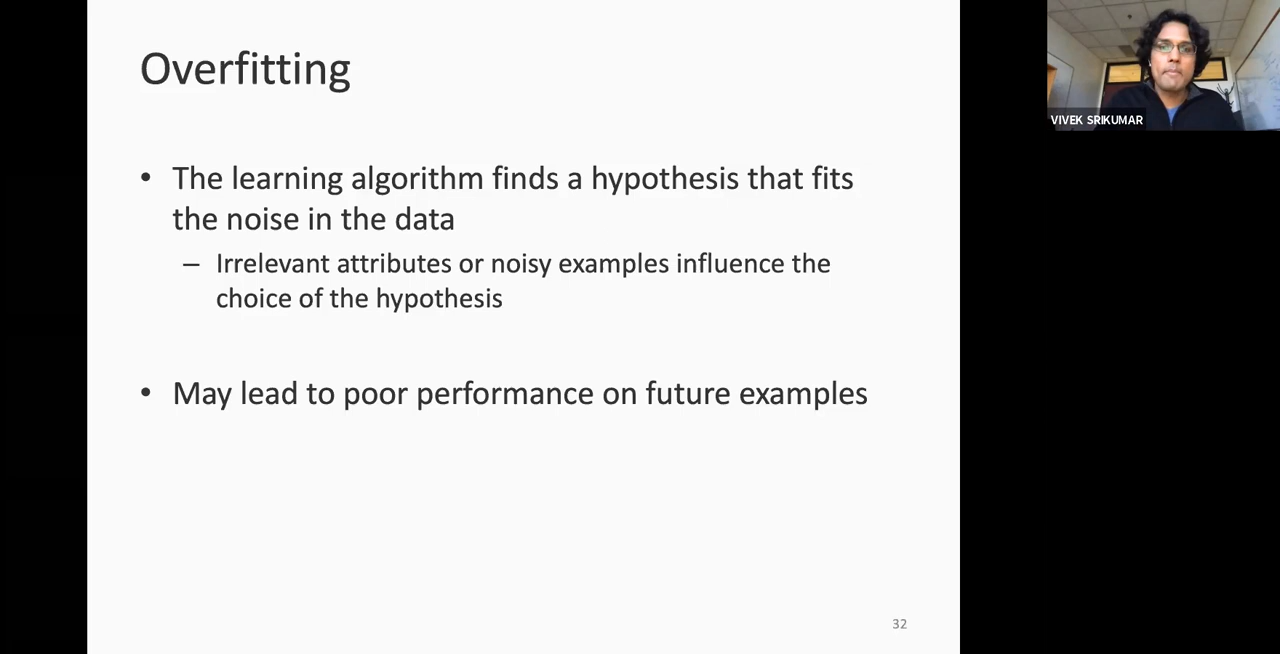 Overfitting
• The learning algorithm finds a hypothesis that fits
the noise in the data
– Irrelevant attributes or noisy examples influence the
choice of the hypothesis
• May lead to poor performance on future examples
32
VIVEK SRIKUMAR